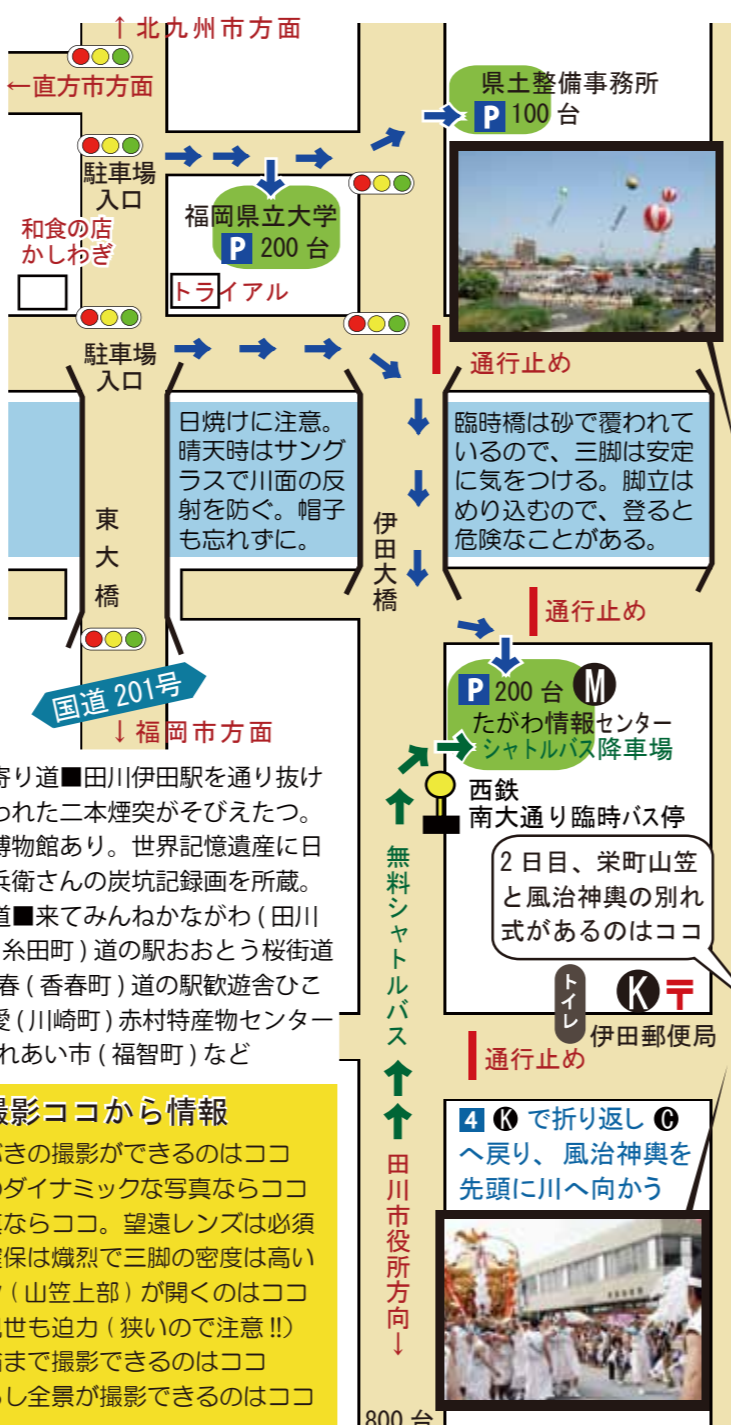 ↑北九州市方面
←直方市方面
県土整備事務所
P 100 台
駐車場
入口
福岡県立大学
P 200 台
和食の店
かしわぎ
トライアル
駐車場
入口
通行止め
日焼けに注意。
晴天時はサング
ラスで川面の反
射を防ぐ。帽子
も忘れずに。
臨時橋は砂で覆われて
いるので、三脚は安定
に気をつける。脚立は
めり込むので、登ると
危険なことがある。
東大橋
伊田大橋
通行止め
国道 201号
↓福岡市方面
P 200 台 M
たがわ情報センター
シャトルバス降車場
西鉄
南大通り臨時バス停
寄り道■田川伊田駅を通り抜け
われた二本煙突がそびえたつ。
博物館あり。世界記憶遺産に日
兵衛さんの炭坑記録画を所蔵。
道■来てみんねかながわ ( 田川
糸田町 ) 道の駅おおとう桜街道
春 ( 香春町 ) 道の駅歓遊舎ひこ
愛 ( 川崎町 ) 赤村特産物センター
れあい市 ( 福智町 ) など
無料シャトルバス
2 日目、栄町山笠
と風治神輿の別れ
式があるのはココ
トイレ
K 〒
伊田郵便局
通行止め
撮影ココから情報
きの撮影ができるのはココ
のダイナミックな写真ならココ
ならココ。望遠レンズは必須
保は熾烈で三脚の密度は高い
( 山笠上部 ) が開くのはココ
世も迫力 ( 狭いので注意 !!)
まで撮影できるのはココ
し全景が撮影できるのはココ
田川市役所方向→
4 K で折り返し C
へ戻り、風治神輿を
先頭に川へ向かう
800 台